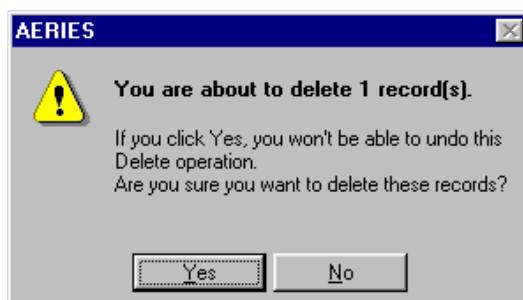 AERIES
You are about to delete 1 record(s).
If you click Yes, you won't be able to undo this
Delete operation.
Are you sure you want to delete these records?
Yes
No